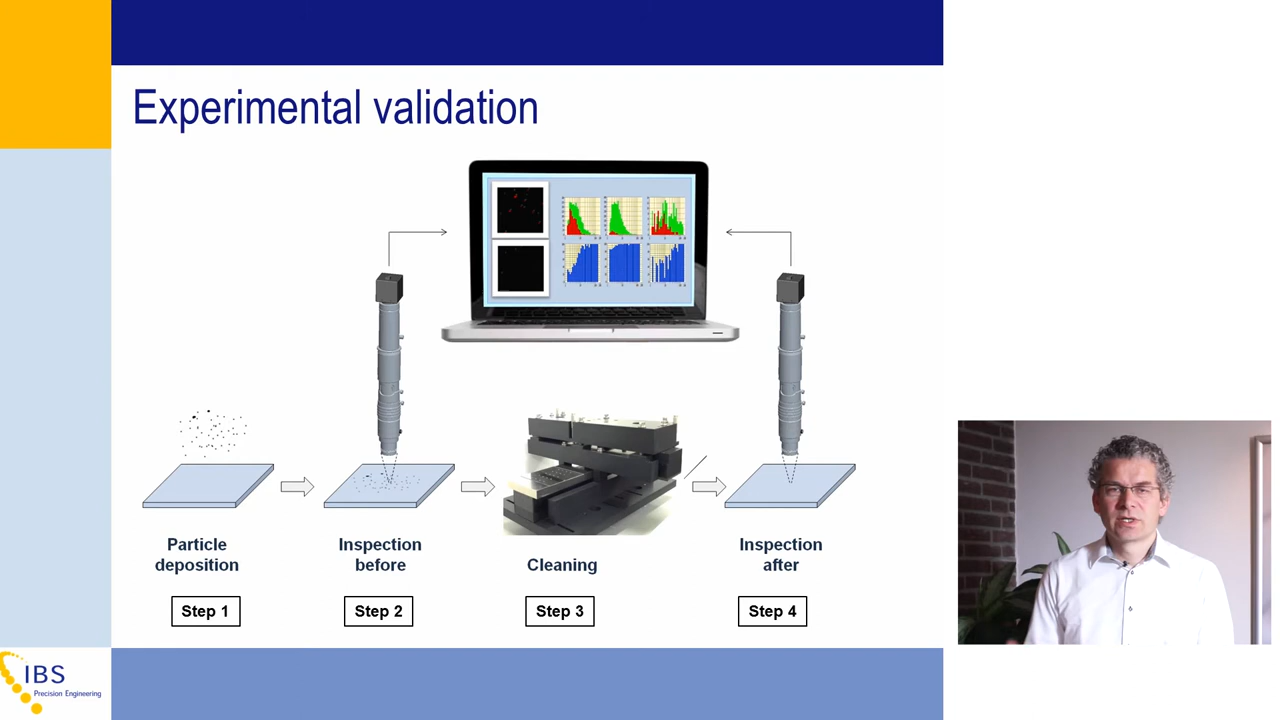 Experimental validation
Particle
deposition
Inspection
before
Cleaning
Inspection
after
Step 1
Step 2
Step 3
Step 4
IBS
Precision Engineering